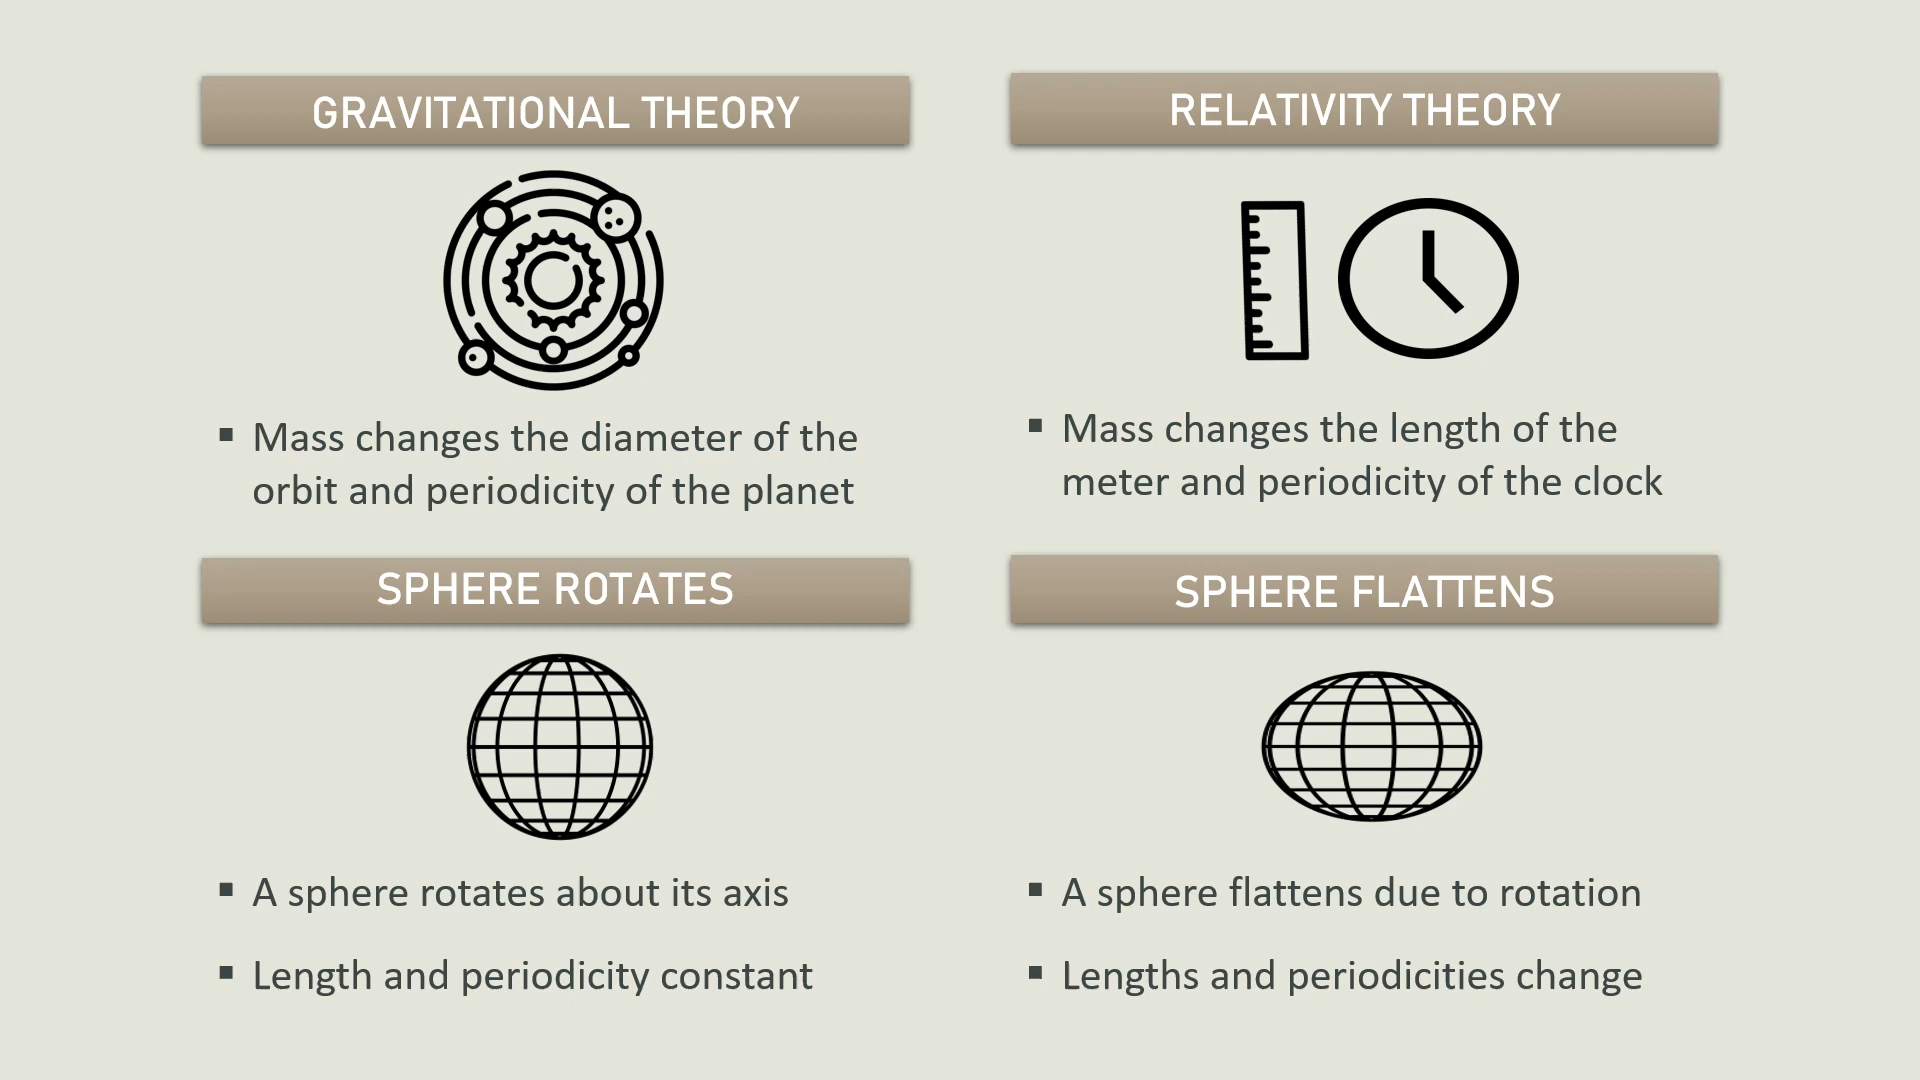 GRAVITATIONAL THEORY
▪ Mass changes the diameter of the
orbit and periodicity of the planet
RELATIVITY THEORY
▪ Mass changes the length of the
meter and periodicity of the clock
SPHERE ROTATES
▪ A sphere rotates about its axis
▪ Length and periodicity constant
SPHERE FLATTENS
▪ A sphere flattens due to rotation
▪ Lengths and periodicities change